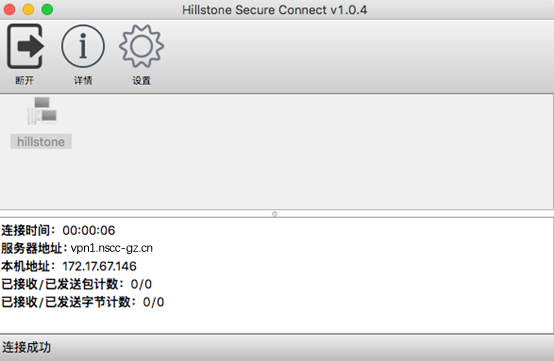 Hillstone Secure Connect v1.0.4
断开 详情 设置
hillstone
连接时间：00:00:06
服务器地址：vpn1.nscc-gz.cn
本机地址：172.17.67.146
已接收/已发送包计数：0/0
已接收/已发送字节计数：0/0
连接成功